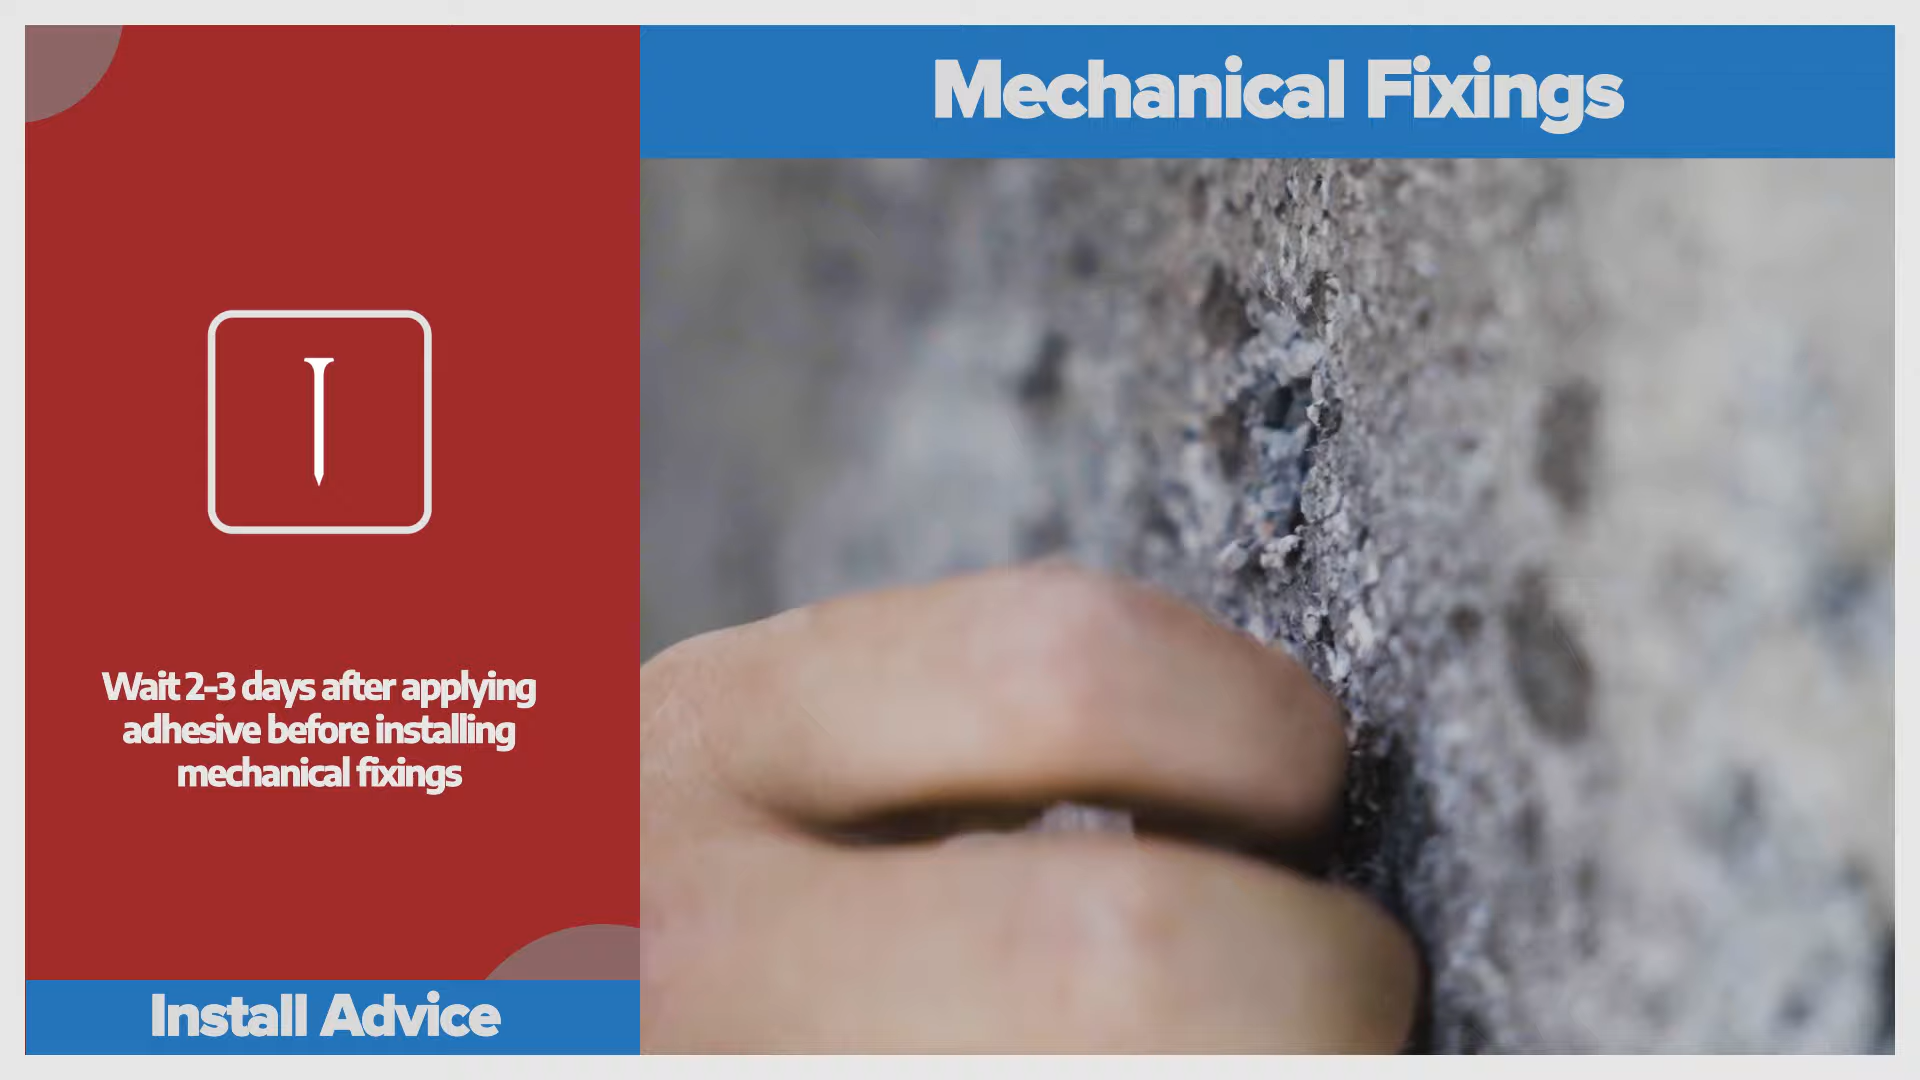 Mechanical Fixings
Wait 2-3 days after applying
adhesive before installing
mechanical fixings
Install Advice